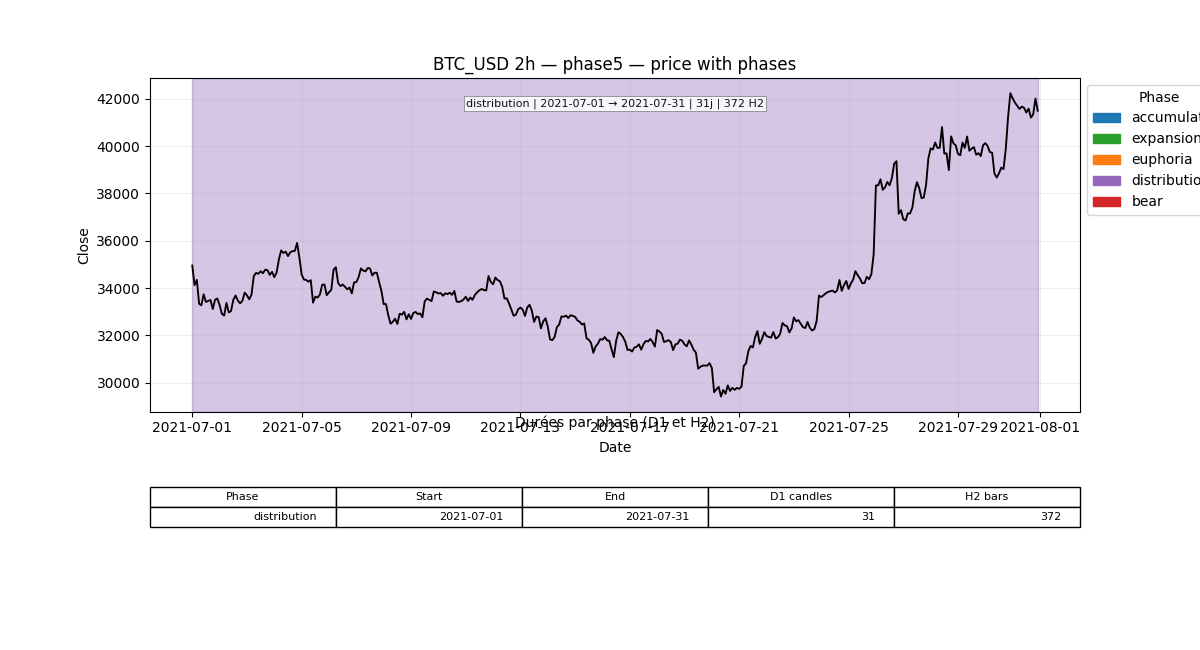 BTC_USD 2h — phase5 — price with phases
distribution | 2021-07-01 → 2021-07-31 | 31j | 372 H2
42000
40000
38000
36000
34000
32000
30000
Close
Phase
accumulat
expansion
euphoria
distributio
bear
Durées par phase (D1 et H2)
2021-07-01 2021-07-05 2021-07-09 2021-07-13 2021-07-17 2021-07-21 2021-07-25 2021-07-29 2021-08-01
Date
Phase Start End D1 candles H2 bars
distribution 2021-07-01 2021-07-31 31 372